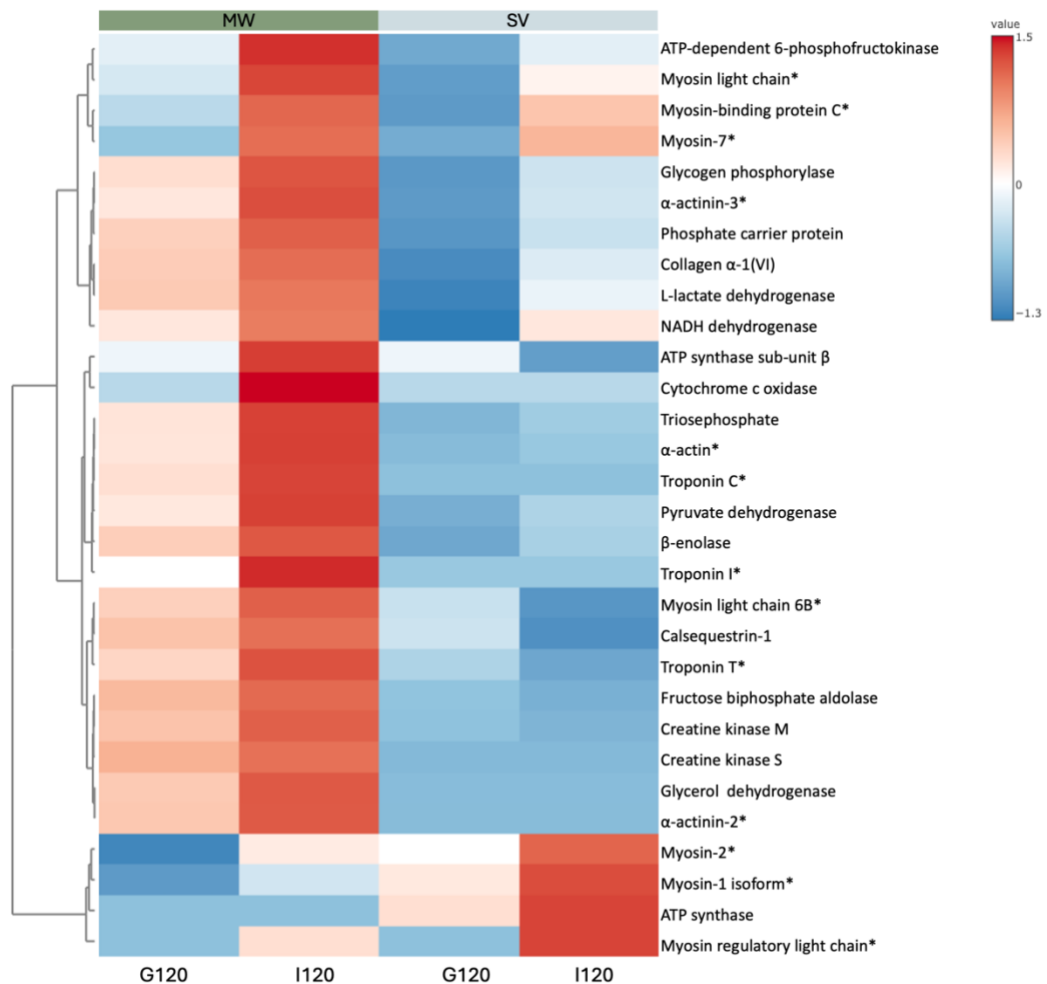 MW SV
value
1.5
0
−1.3
ATP-dependent 6-phosphofructokinase
Myosin light chain*
Myosin-binding protein C*
Myosin-7*
Glycogen phosphorylase
α-actinin-3*
Phosphate carrier protein
Collagen α-1(VI)
L-lactate dehydrogenase
NADH dehydrogenase
ATP synthase sub-unit β
Cytochrome c oxidase
Triosephosphate
α-actin*
Troponin C*
Pyruvate dehydrogenase
β-enolase
Troponin I*
Myosin light chain 6B*
Calsequestrin-1
Troponin T*
Fructose biphosphate aldolase
Creatine kinase M
Creatine kinase S
Glycerol dehydrogenase
α-actinin-2*
Myosin-2*
Myosin-1 isoform*
ATP synthase
Myosin regulatory light chain*
G120 I120 G120 I120